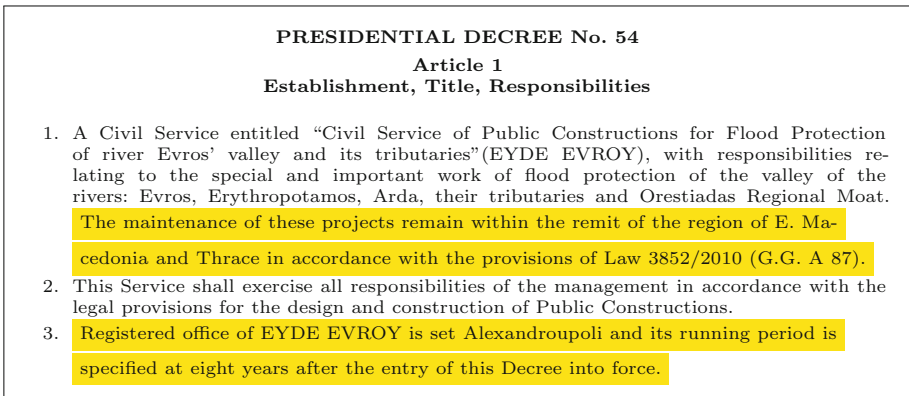 PRESIDENTIAL DECREE No. 54
Article 1
Establishment, Title, Responsibilities
1. A Civil Service entitled “Civil Service of Public Constructions for Flood Protection
of river Evros’ valley and its tributaries”(EYDE EVROY), with responsibilities re-
lating to the special and important work of flood protection of the valley of the
rivers: Evros, Erythropotamos, Arda, their tributaries and Orestiadas Regional Moat.
The maintenance of these projects remain within the remit of the region of E. Ma-
cedonia and Thrace in accordance with the provisions of Law 3852/2010 (G.G. A 87).
2. This Service shall exercise all responsibilities of the management in accordance with the
legal provisions for the design and construction of Public Constructions.
3. Registered office of EYDE EVROY is set Alexandroupoli and its running period is
specified at eight years after the entry of this Decree into force.